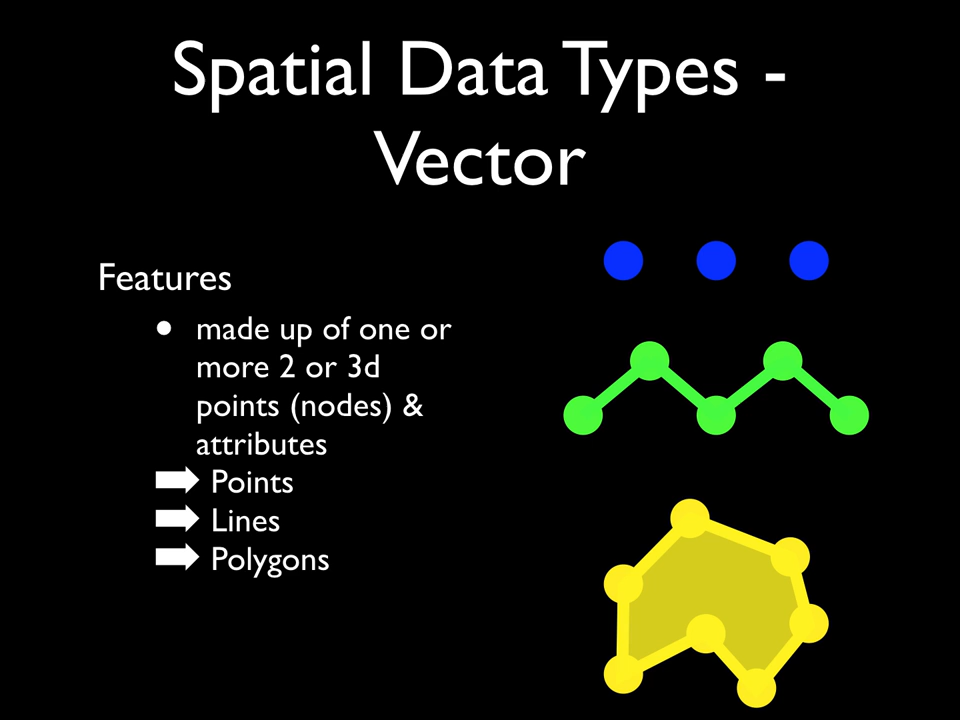 Spatial Data Types -
Vector
Features
• made up of one or
more 2 or 3d
points (nodes) &
attributes
Points
Lines
Polygons